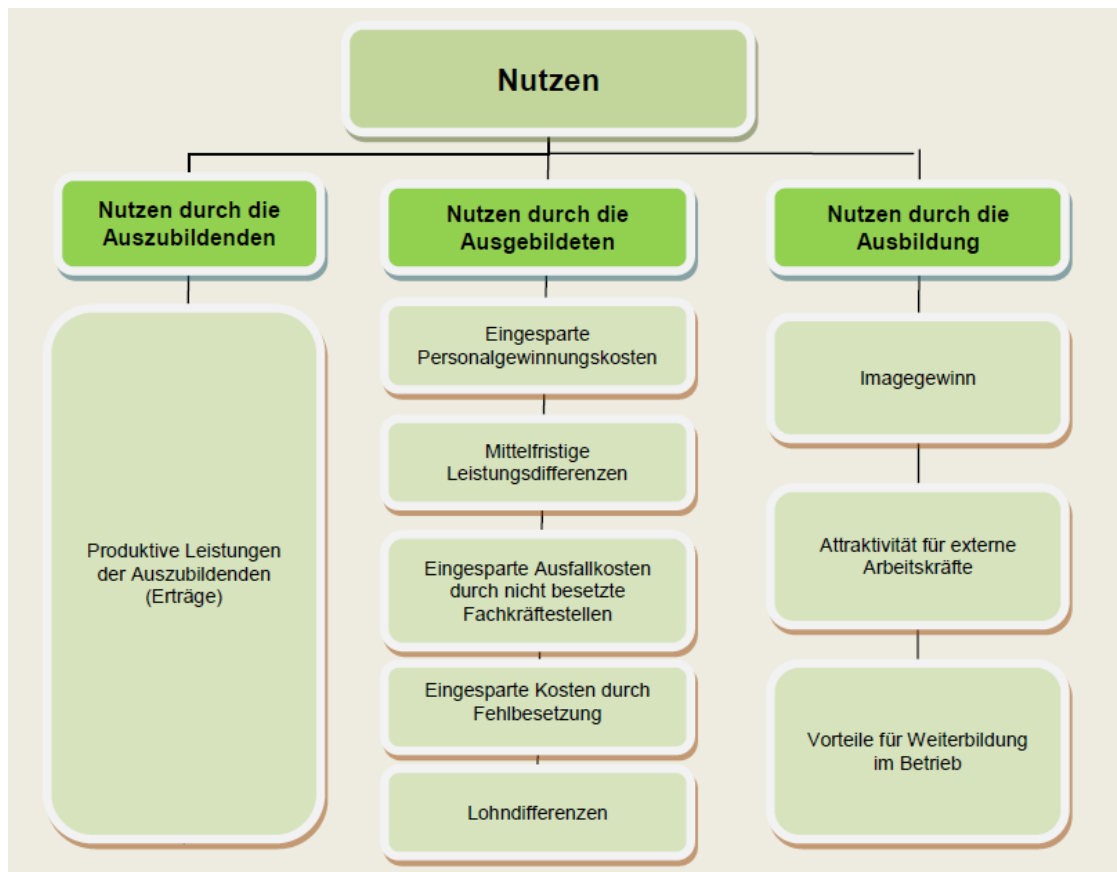 Nutzen
Nutzen durch die
Auszubildenden
Produktive Leistungen
der Auszubildenden
(Erträge)
Nutzen durch die
Ausgebildeten
Eingesparte
Personalgewinnungskosten
Mittelfristige
Leistungsdifferenzen
Eingesparte Ausfallkosten
durch nicht besetzte
Fachkräftestellen
Eingesparte Kosten durch
Fehlbesetzung
Lohndifferenzen
Nutzen durch die
Ausbildung
Imagegewinn
Attraktivität für externe
Arbeitskräfte
Vorteile für Weiterbildung
im Betrieb